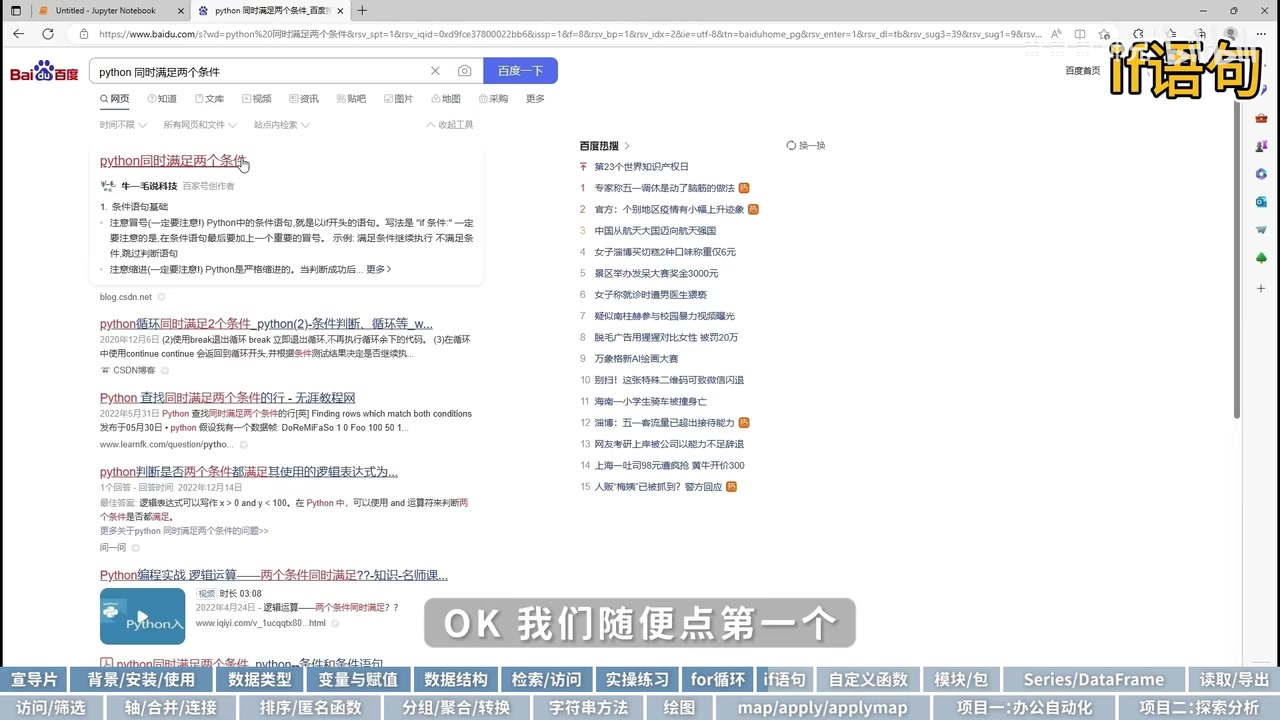 Untitled - Jupyter Notebook
python 同时满足两个条件_百度搜
https://www.baidu.com/s?wd=python%20同时满足两个条件&rsv_spt=1&rsv_iqid=0xd9fce37800022bb6&issp=1&f=8&rsv_bp=1&rsv_idx=2&ie=utf-8&tn=baiduhome_pg&rsv_enter=1&rsv_dl=tb&rsv_sug3=39&rsv_sug1=9&rsv_...
if语句
Bai百度
python 同时满足两个条件
百度一下
百度首页
网页 知道 文库 视频 资讯 贴吧 图片 地图 采购 更多
时间不限 所有网页和文件 站点内检索 收起工具
python同时满足两个条件
牛一毛说科技 百家号创作者
1. 条件语句基础
注意冒号(一定要注意!) Python中的条件语句,就是以if开头的语句。写法是 "if 条件:" 一定
要注意的是,在条件语句最后要加上一个重要的冒号。 示例: 满足条件继续执行 不满足条
件,跳过判断语句
注意缩进(一定要注意!) Python是严格缩进的。当判断成功后... 更多
blog.csdn.net
python循环同时满足2个条件_python(2)-条件判断、循环等_w...
2020年12月6日 (2)使用break退出循环 break 立即退出循环,不再执行循环余下的代码。 (3)在循环
中使用continue continue 会返回到循环开头,并根据条件测试结果决定是否继续执...
CSDN博客
Python 查找同时满足两个条件的行 - 无涯教程网
2022年5月31日 Python 查找同时满足两个条件的行[英] Finding rows which match both conditions
发布于05月30日 • python 假设我有一个数据帧: DoReMiFaSo 1 0 Foo 100 50 1...
www.learnfk.com/question/pytho...
python判断是否两个条件都满足其使用的逻辑表达式为...
1个回答 - 回答时间: 2022年12月14日
最佳答案: 逻辑表达式可以写作 x > 0 and y < 100。在 Python 中，可以使用 and 运算符来判断两
个条件是否都满足。
更多关于python 同时满足两个条件的问题>>
问一问
Python编程实战 逻辑运算——两个条件同时满足??-知识-名师课...
Python入
视频 时长 03:08
2022年4月24日 - 逻辑运算——两个条件同时满足？？
www.iqiyi.com/v_1ucqqtx80...html
python同时满足两个条件_python--条件和条件语句
百度热搜
换一换
第23个世界知识产权日
1 专家称五一调休是动了脑筋的做法 热
2 官方：个别地区疫情有小幅上升迹象 热
3 中国从航天大国迈向航天强国
4 女子淄博买切糕2种口味称重仅6元
5 景区举办发呆大赛奖金3000元
6 女子称就诊时遭男医生猥亵
7 疑似南柱赫参与校园暴力视频曝光
8 脱毛广告用猩猩对比女性 被罚20万
9 万象格新AI绘画大赛
10 别扫！这张特殊二维码可致微信闪退
11 海南一小学生骑车被撞身亡
12 淄博：五一客流量已超出接待能力 热
13 网友考研上岸被公司以能力不足辞退
14 上海一吐司98元遭疯抢 黄牛开价300
15 人贩“梅姨”已被抓到？警方回应 热
OK 我们随便点第一个
宣导片 背景/安装/使用 数据类型 变量与赋值 数据结构 检索/访问 实操练习 for循环 if语句 自定义函数 模块/包 Series/DataFrame 读取/导出
访问/筛选 轴/合并/连接 排序/匿名函数 分组/聚合/转换 字符串方法 绘图 map/apply/applymap 项目一:办公自动化 项目二:探索分析